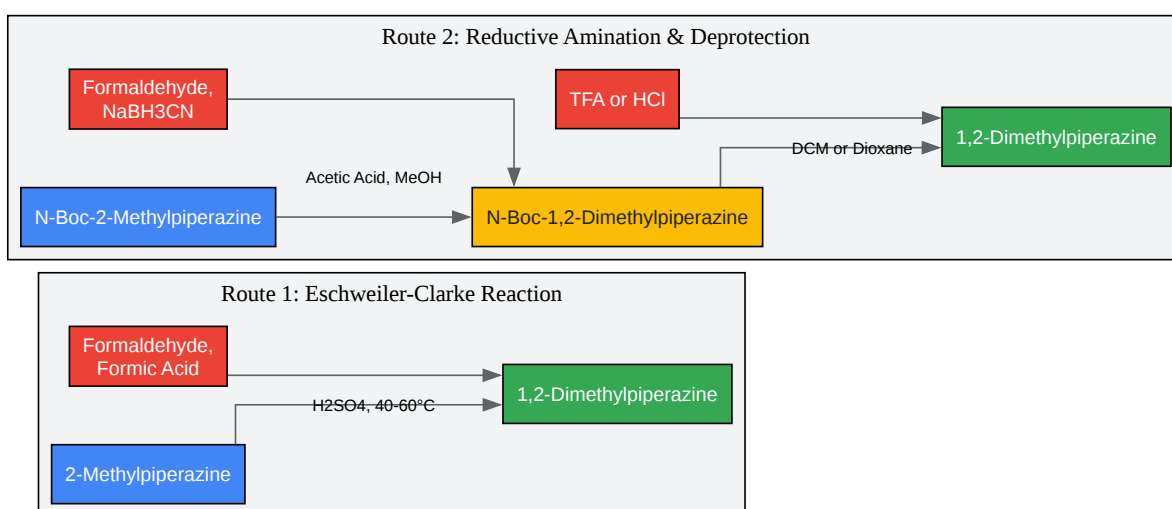 Route 2: Reductive Amination & Deprotection
Formaldehyde,
NaBH3CN
TFA or HCl
1,2-Dimethylpiperazine
DCM or Dioxane
Acetic Acid, MeOH
N-Boc-2-Methylpiperazine
N-Boc-1,2-Dimethylpiperazine
Route 1: Eschweiler-Clarke Reaction
Formaldehyde,
Formic Acid
1,2-Dimethylpiperazine
H2SO4, 40-60°C
2-Methylpiperazine